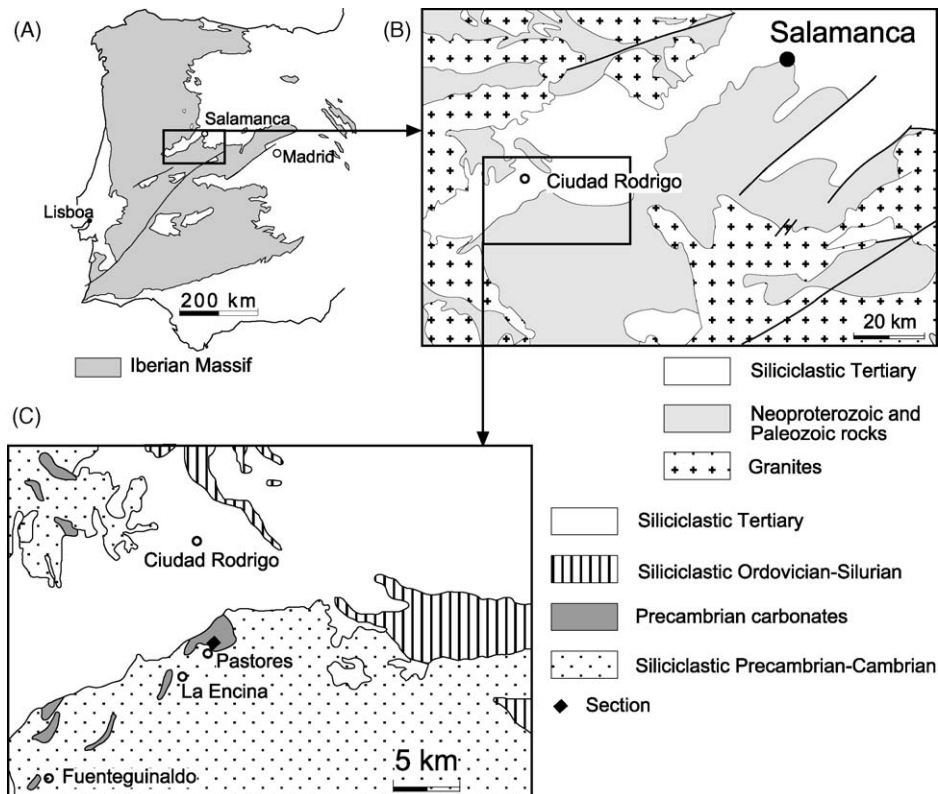 (A)
Salamanca
Madrid
Lisboa
200 km
Iberian Massif
(B)
Salamanca
Ciudad Rodrigo
20 km
Siliciclastic Tertiary
Neoproterozoic and
Paleozoic rocks
Granites
(C)
Ciudad Rodrigo
Pastores
La Encina
Fuenteguinaldo
5 km
Siliciclastic Tertiary
Siliciclastic Ordovician-Silurian
Precambrian carbonates
Siliciclastic Precambrian-Cambrian
Section